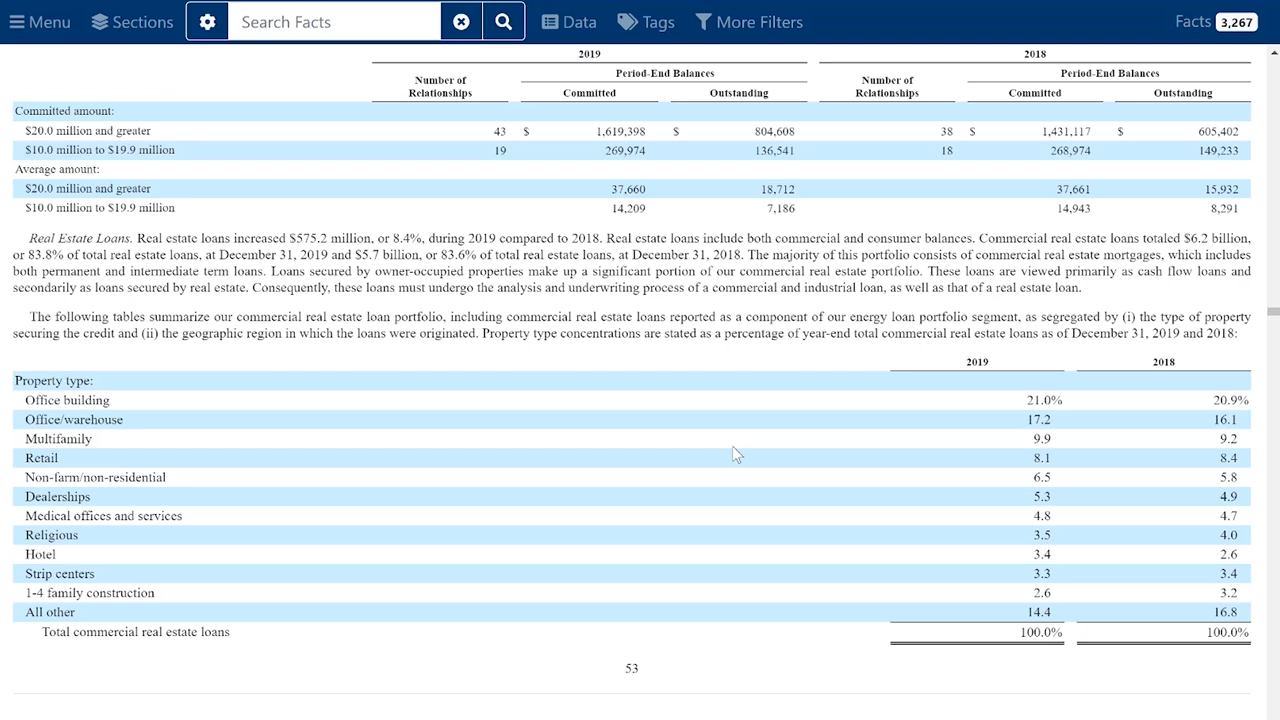 Menu Sections Search Facts Data Tags More Filters Facts 3,267
2019 2018
Number of Relationships Period-End Balances Number of Relationships Period-End Balances
Committed Outstanding Committed Outstanding
Committed amount:
$20.0 million and greater 43 $ 1,619,398 $ 804,608 38 $ 1,431,117 $ 605,402
$10.0 million to $19.9 million 19 269,974 136,541 18 268,974 149,233
Average amount:
$20.0 million and greater 37,660 18,712 37,661 15,932
$10.0 million to $19.9 million 14,209 7,186 14,943 8,291
Real Estate Loans. Real estate loans increased $575.2 million, or 8.4%, during 2019 compared to 2018. Real estate loans include both commercial and consumer balances. Commercial real estate loans totaled $6.2 billion,
or 83.8% of total real estate loans, at December 31, 2019 and $5.7 billion, or 83.6% of total real estate loans, at December 31, 2018. The majority of this portfolio consists of commercial real estate mortgages, which includes
both permanent and intermediate term loans. Loans secured by owner-occupied properties make up a significant portion of our commercial real estate portfolio. These loans are viewed primarily as cash flow loans and
secondarily as loans secured by real estate. Consequently, these loans must undergo the analysis and underwriting process of a commercial and industrial loan, as well as that of a real estate loan.
The following tables summarize our commercial real estate loan portfolio, including commercial real estate loans reported as a component of our energy loan portfolio segment, as segregated by (i) the type of property
securing the credit and (ii) the geographic region in which the loans were originated. Property type concentrations are stated as a percentage of year-end total commercial real estate loans as of December 31, 2019 and 2018:
2019 2018
Property type:
Office building 21.0% 20.9%
Office/warehouse 17.2 16.1
Multifamily 9.9 9.2
Retail 8.1 8.4
Non-farm/non-residential 6.5 5.8
Dealerships 5.3 4.9
Medical offices and services 4.8 4.7
Religious 3.5 4.0
Hotel 3.4 2.6
Strip centers 3.3 3.4
1-4 family construction 2.6 3.2
All other 14.4 16.8
Total commercial real estate loans 100.0% 100.0%
53